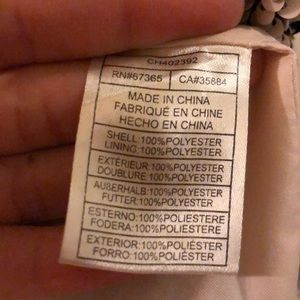 CH402392
RN#67365 CA#35884
MADE IN CHINA
FABRIQUÉ EN CHINE
HECHO EN CHINA
SHELL:100%POLYESTER
LINING:100%POLYESTER
EXTÉRIEUR:100%POLYESTER
DOUBLURE :100%POLYESTER
AUßERHALB:100%POLYESTER
FUTTER:100%POLYESTER
ESTERNO:100%POLIESTERE
FODERA:100%POLIESTERE
EXTERIOR:100%POLIÉSTER
FORRO:100%POLIÉSTER